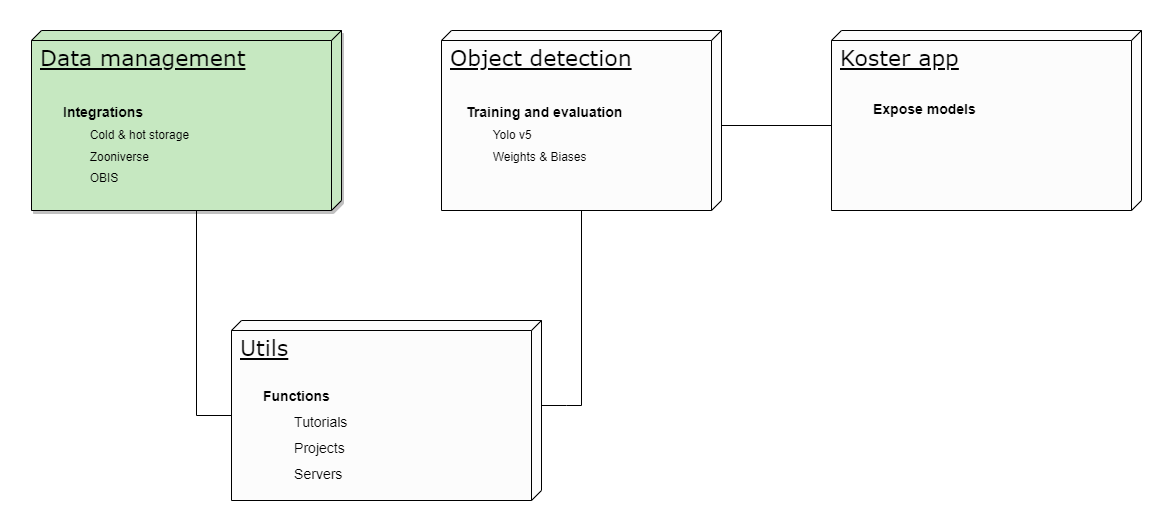 Data management
Integrations
Cold & hot storage
Zooniverse
OBIS
Object detection
Training and evaluation
Yolo v5
Weights & Biases
Koster app
Expose models
Utils
Functions
Tutorials
Projects
Servers